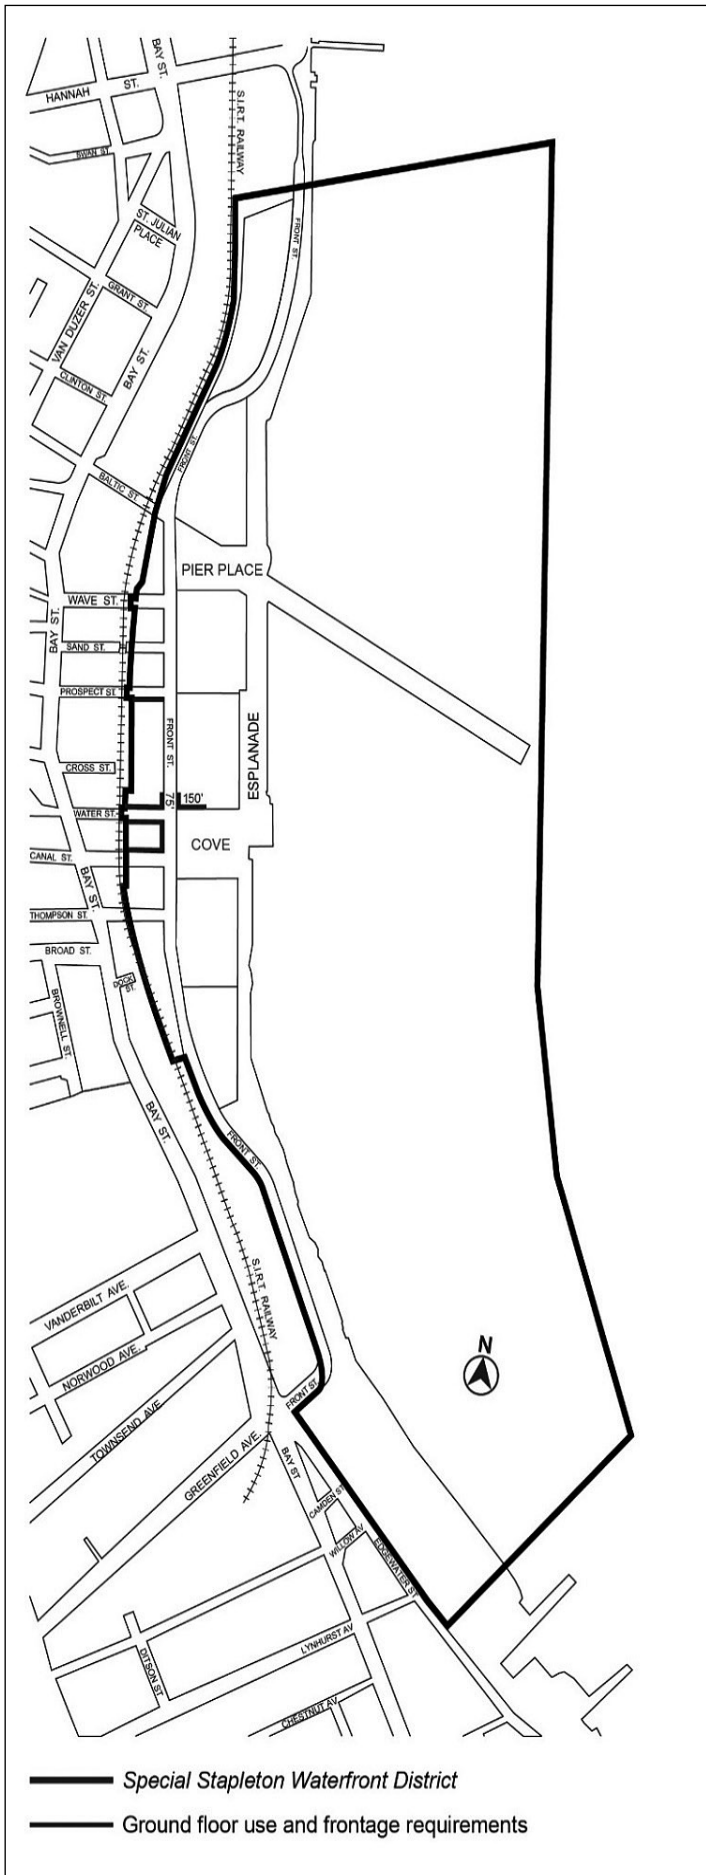 BAY ST.
HANNAH ST.
S.I.R.T. RAILWAY
SWAN ST.
ST. JULIAN
PLACE
FRONT ST.
GRANT ST.
VAN DUZER ST.
BAY ST.
CLINTON ST.
FRONT ST.
BALTIC ST.
PIER PLACE
WAVE ST.
BAY ST.
SAND ST.
PROSPECT ST.
FRONT ST.
ESPLANADE
CROSS ST.
75'
150'
WATER ST.
COVE
CANAL ST.
BAY ST.
THOMPSON ST.
BROAD ST.
DOCK
ST.
BROWNELL ST.
BAY ST.
FRONT ST.
S.I.R.T. RAILWAY
VANDERBILT AVE.
N
NORWOOD AVE.
FRONT ST.
TOWNSEND AVE
GREENFIELD AVE.
BAY ST
CAMDEN ST
WILLOW AV
EDGEWATER ST
LYNHURST AV
DITSON ST
CHESTNUT AV
Special Stapleton Waterfront District
Ground floor use and frontage requirements